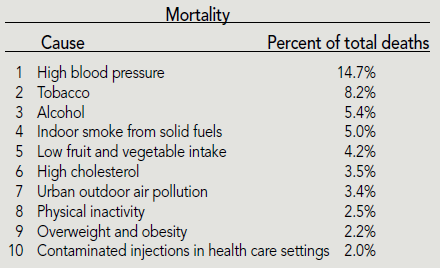 Mortality
Cause Percent of total deaths
1 High blood pressure 14.7%
2 Tobacco 8.2%
3 Alcohol 5.4%
4 Indoor smoke from solid fuels 5.0%
5 Low fruit and vegetable intake 4.2%
6 High cholesterol 3.5%
7 Urban outdoor air pollution 3.4%
8 Physical inactivity 2.5%
9 Overweight and obesity 2.2%
10 Contaminated injections in health care settings 2.0%